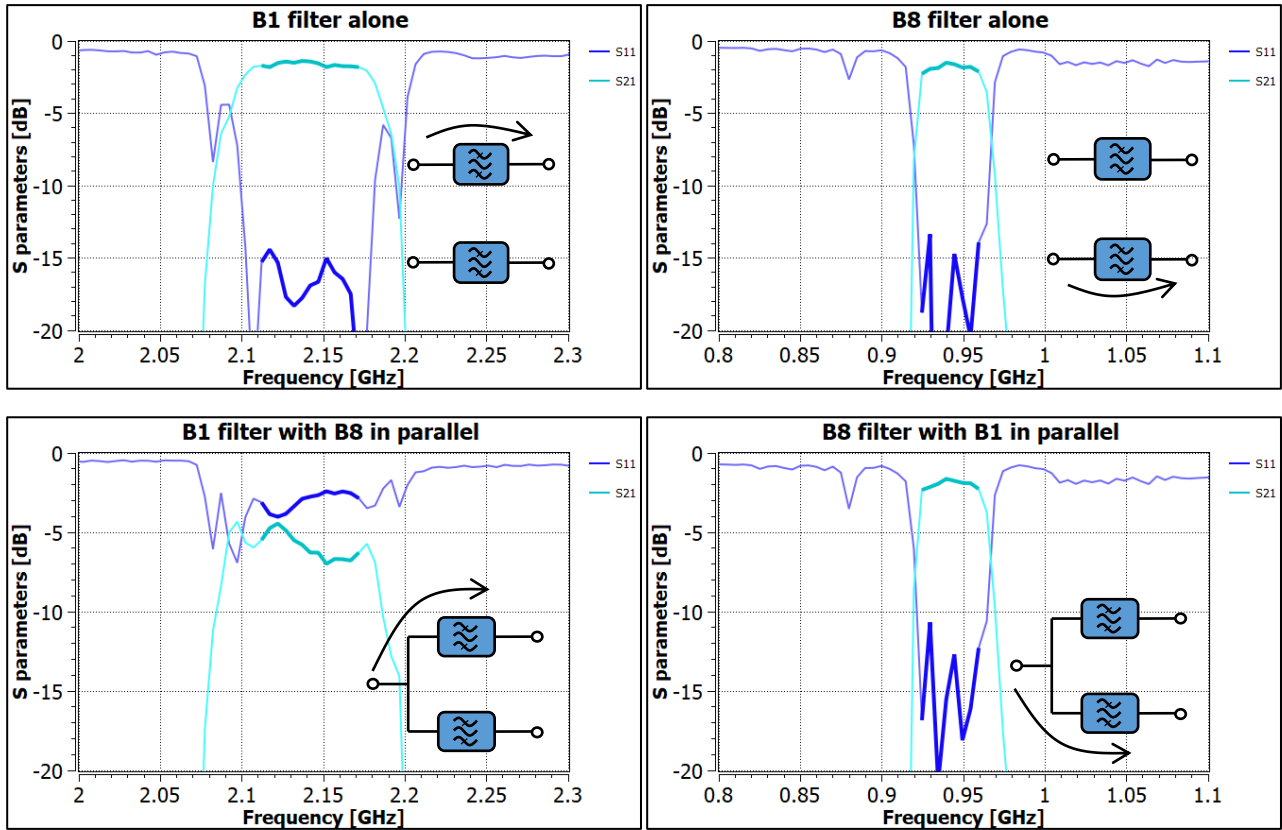 B1 filter alone
S parameters [dB]
0
-5
-10
-15
-20
2
2.05
2.1
2.15
2.2
2.25
2.3
Frequency [GHz]
S11
S21
B8 filter alone
S parameters [dB]
0
-5
-10
-15
-20
0.8
0.85
0.9
0.95
1
1.05
1.1
Frequency [GHz]
S11
S21
B1 filter with B8 in parallel
S parameters [dB]
0
-5
-10
-15
-20
2
2.05
2.1
2.15
2.2
2.25
2.3
Frequency [GHz]
S11
S21
B8 filter with B1 in parallel
S parameters [dB]
0
-5
-10
-15
-20
0.8
0.85
0.9
0.95
1
1.05
1.1
Frequency [GHz]
S11
S21